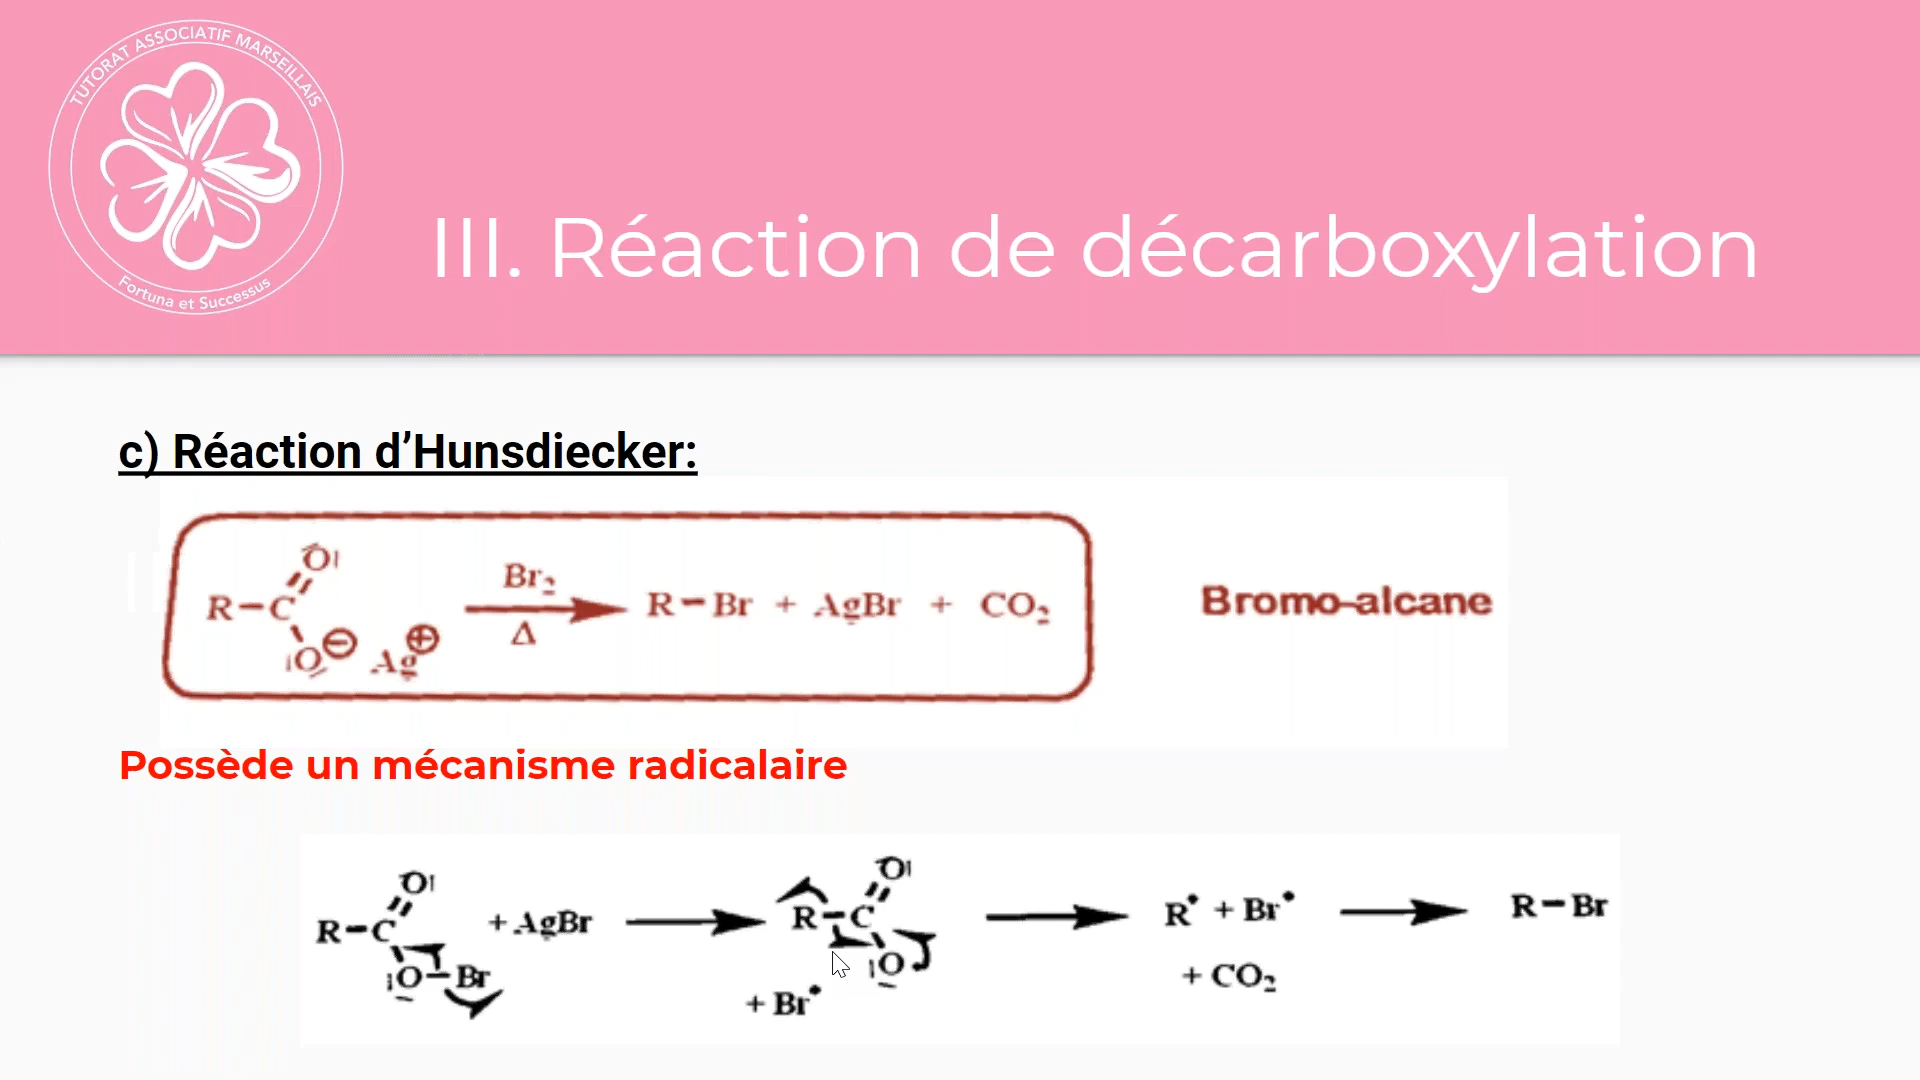 TUTORAT ASSOCIATIF MARSEILLAIS
Fortuna et Successus
III. Réaction de décarboxylation
c) Réaction d’Hunsdiecker:
R–C O O⊖ Ag⊕ Br₂ Δ R–Br + AgBr + CO₂
Bromo-alcane
Possède un mécanisme radicalaire
R–C O O–Br + AgBr R–C O O + Br• R• + Br• + CO₂ R–Br